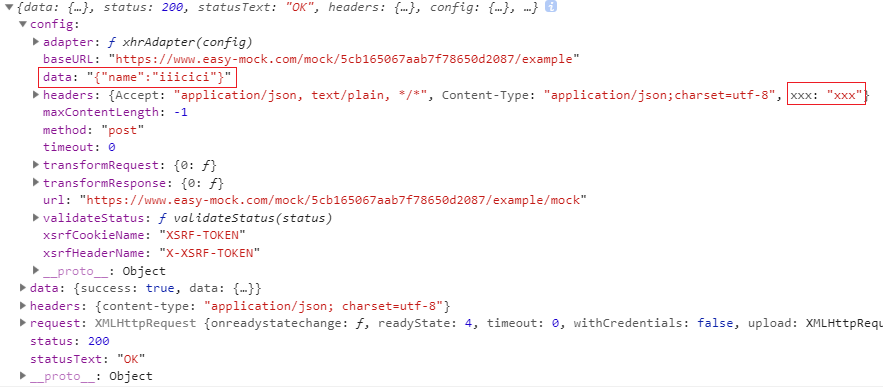 {data: {…}, status: 200, statusText: "OK", headers: {…}, config: {…}, …} i
config:
adapter: ƒ xhrAdapter(config)
baseURL: "https://www.easy-mock.com/mock/5cb165067aab7f78650d2087/example"
data: "{"name":"iiicici"}"
headers: {Accept: "application/json, text/plain, */*", Content-Type: "application/json;charset=utf-8", xxx: "xxx"}
maxContentLength: -1
method: "post"
timeout: 0
transformRequest: {0: ƒ}
transformResponse: {0: ƒ}
url: "https://www.easy-mock.com/mock/5cb165067aab7f78650d2087/example/mock"
validateStatus: ƒ validateStatus(status)
xsrfCookieName: "XSRF-TOKEN"
xsrfHeaderName: "X-XSRF-TOKEN"
__proto__: Object
data: {success: true, data: {…}}
headers: {content-type: "application/json; charset=utf-8"}
request: XMLHttpRequest {onreadystatechange: ƒ, readyState: 4, timeout: 0, withCredentials: false, upload: XMLHttpRequ
status: 200
statusText: "OK"
__proto__: Object